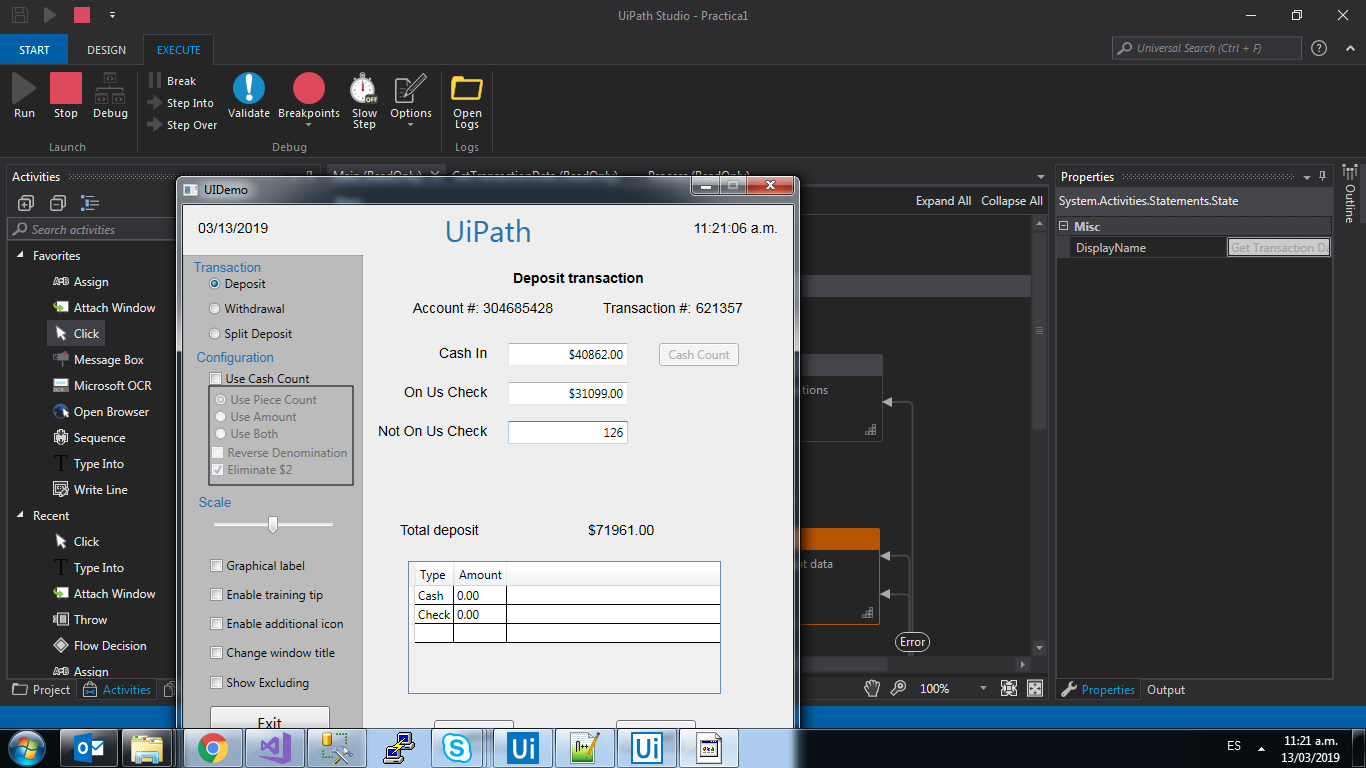 UiPath Studio - Practica1
START DESIGN EXECUTE
Universal Search (Ctrl + F)
Run Stop Debug
Break
Step Into
Step Over
Validate Breakpoints Slow Step Options
Open Logs
Launch Debug Logs
Activities
Search activities
Favorites
Assign
Attach Window
Click
Message Box
Microsoft OCR
Open Browser
Sequence
Type Into
Write Line
Recent
Click
Type Into
Attach Window
Throw
Flow Decision
Assign
Project Activities
Main (ReadOnly) GetTransactionData (ReadOnly) Process (ReadOnly)
Expand All Collapse All
UIDemo
03/13/2019 UiPath 11:21:06 a.m.
Transaction
Deposit
Withdrawal
Split Deposit
Configuration
Use Cash Count
Use Piece Count
Use Amount
Use Both
Reverse Denomination
Eliminate $2
Scale
Graphical label
Enable training tip
Enable additional icon
Change window title
Show Excluding
Exit
Deposit transaction
Account #: 304685428 Transaction #: 621357
Cash In $40862.00 Cash Count
On Us Check $31099.00
Not On Us Check 126
Total deposit $71961.00
Type Amount
Cash 0.00
Check 0.00
data
Error
100%
Properties
System.Activities.Statements.State
Misc
DisplayName Get Transaction Da
Outline
Properties Output
ES 11:21 a.m.
13/03/2019